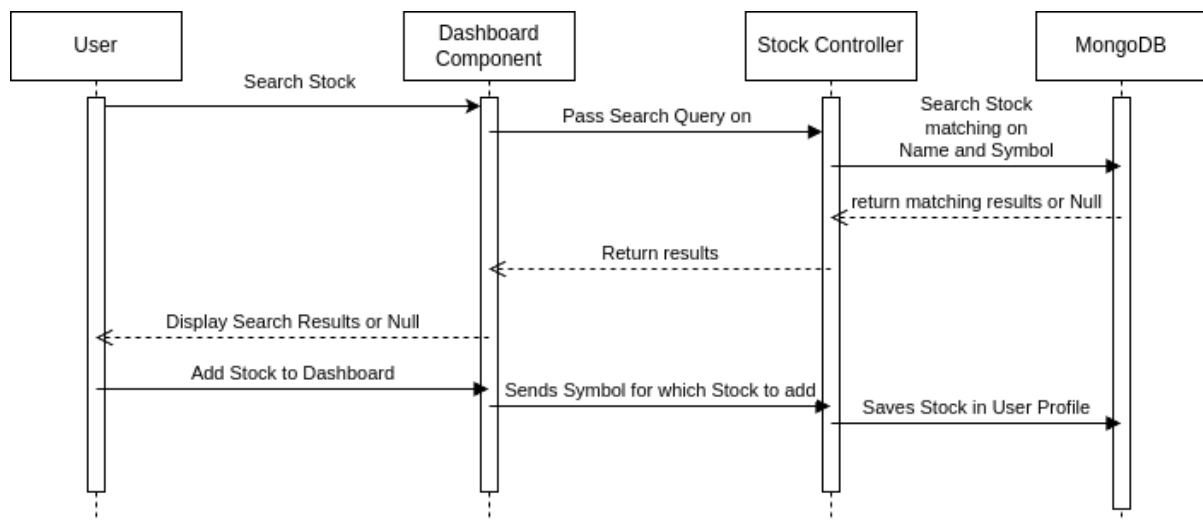 User
Dashboard
Component
Stock Controller
MongoDB
Search Stock
Pass Search Query on
Search Stock
matching on
Name and Symbol
return matching results or Null
Return results
Display Search Results or Null
Add Stock to Dashboard
Sends Symbol for which Stock to add
Saves Stock in User Profile